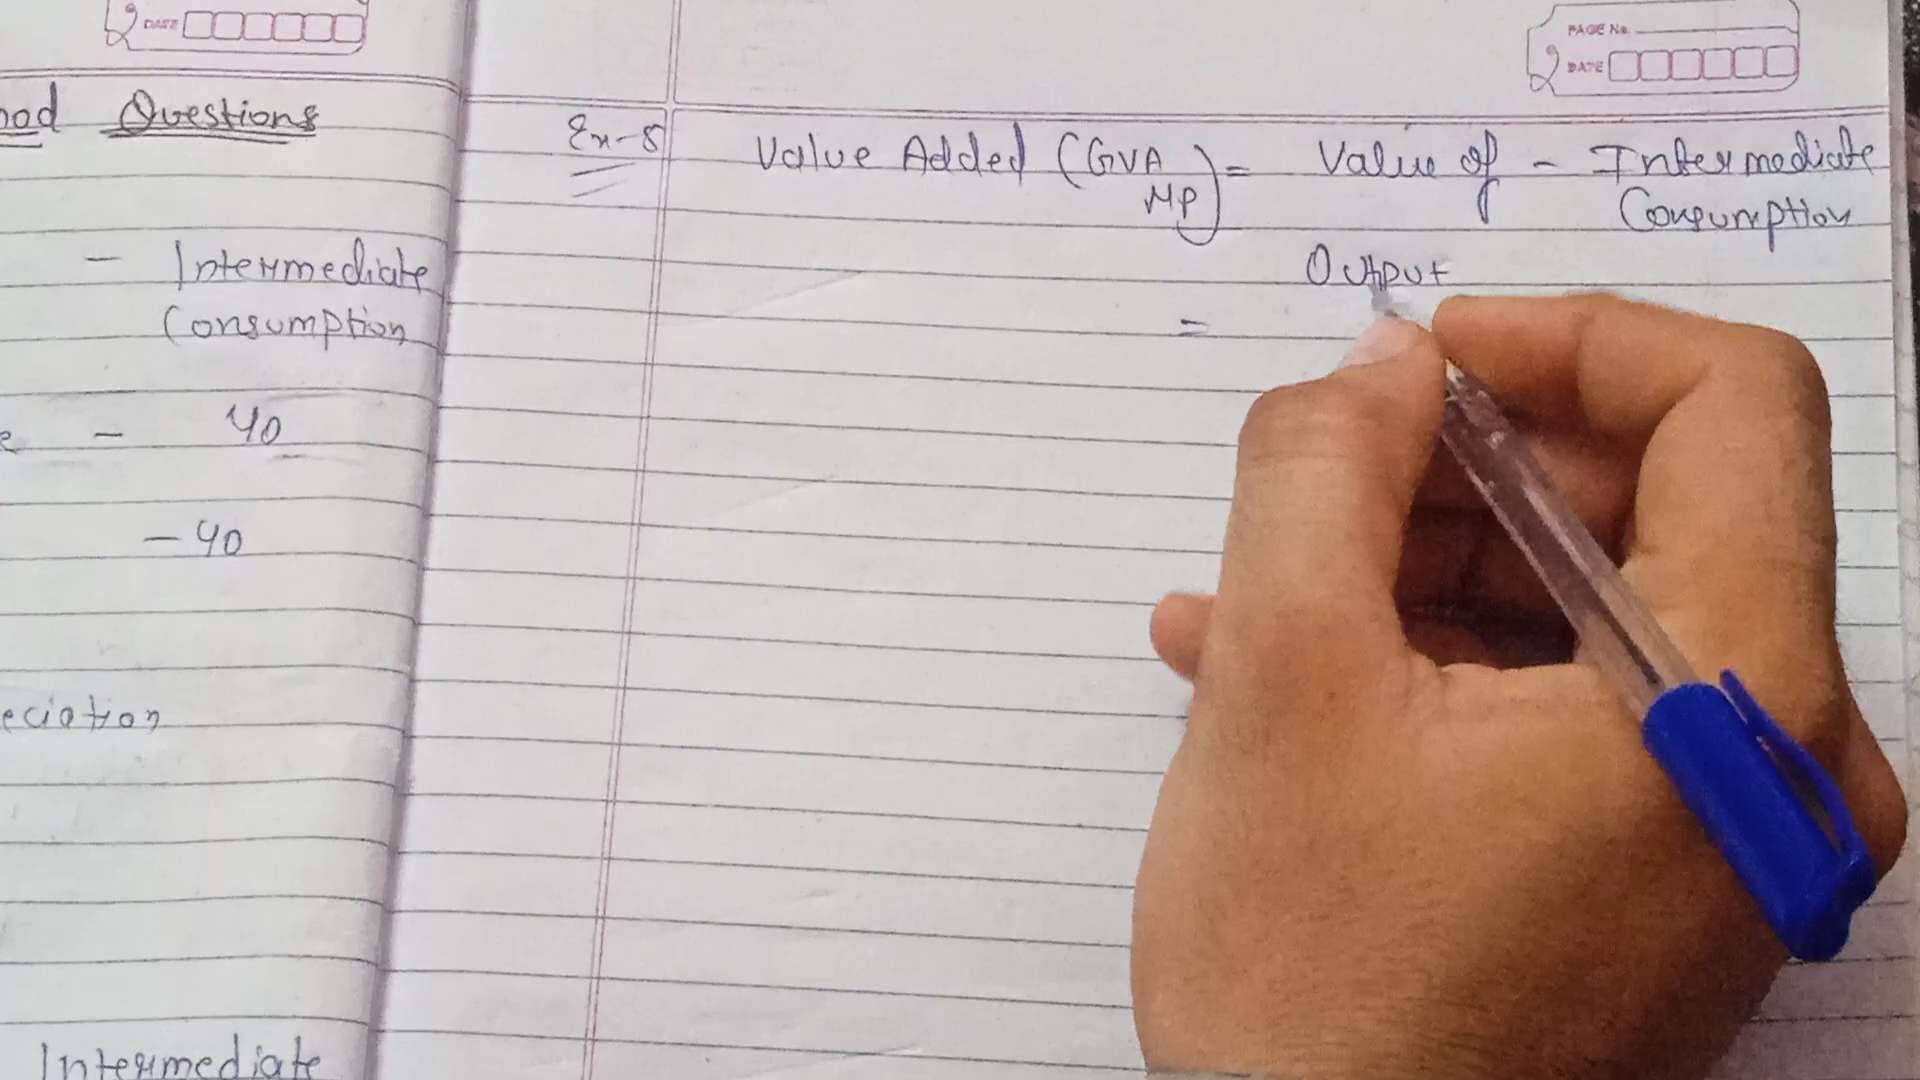 DATE
Questions
- Intermediate
Consumption
- 40
- 40
eciation
Intermediate
PAGE No.
DATE
Ex-8 Value Added (GVA MP) = Value of - Intermediate
Consumption
Output
=